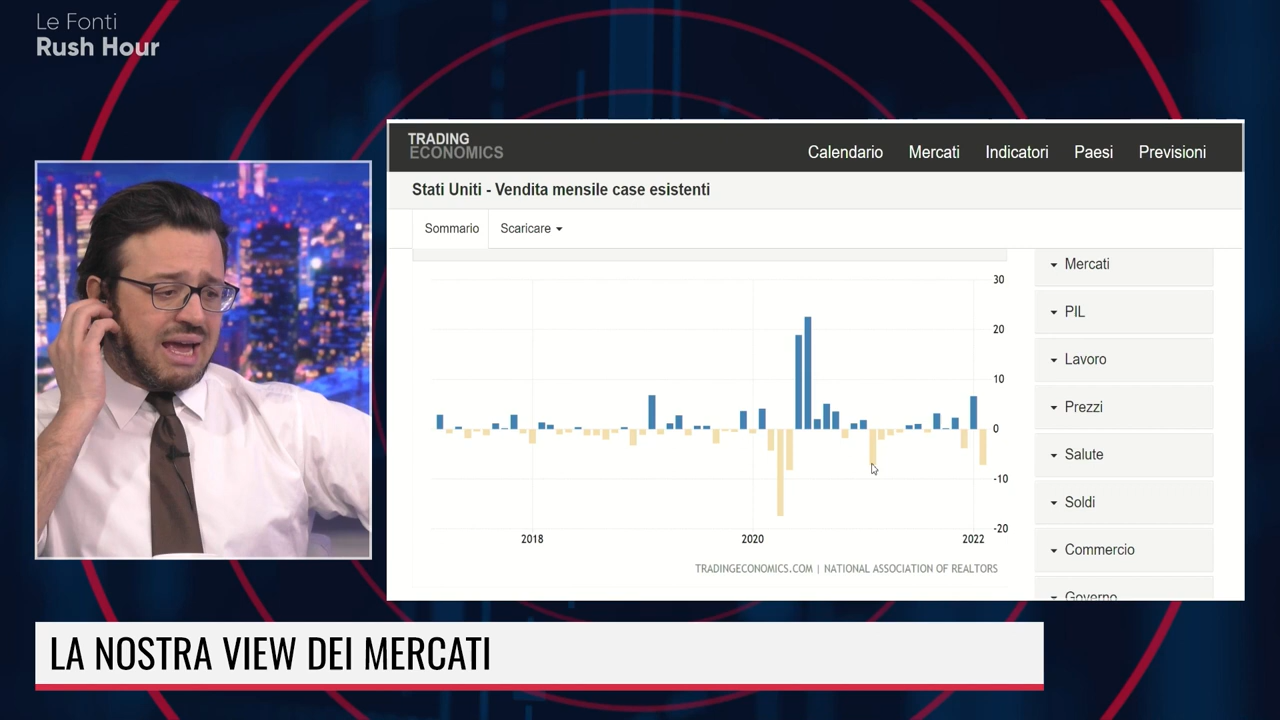 Le Fonti
Rush Hour
TRADING
ECONOMICS
Calendario Mercati Indicatori Paesi Previsioni
Stati Uniti - Vendita mensile case esistenti
Sommario Scaricare
Mercati
PIL
Lavoro
Prezzi
Salute
Soldi
Commercio
Governo
30
20
10
0
-10
-20
2018 2020 2022
TRADINGECONOMICS.COM | NATIONAL ASSOCIATION OF REALTORS
LA NOSTRA VIEW DEI MERCATI